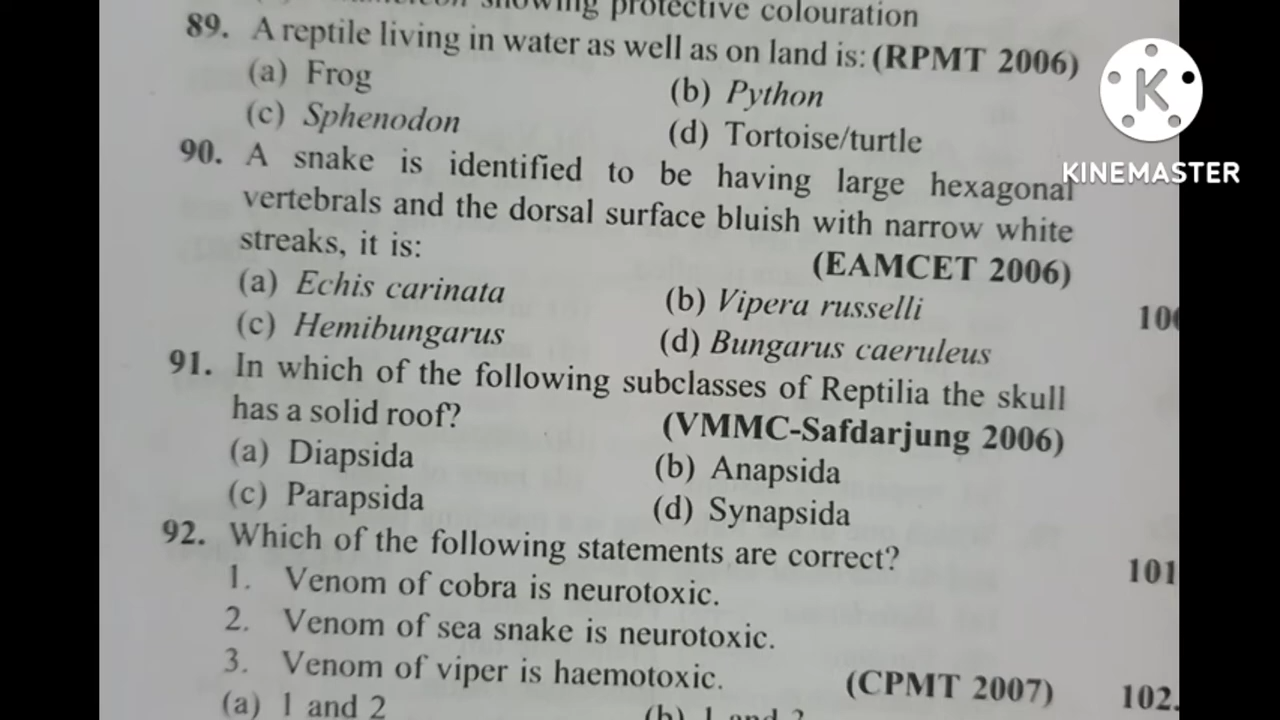 showing protective colouration
89. A reptile living in water as well as on land is: (RPMT 2006)
(a) Frog (b) Python
(c) Sphenodon (d) Tortoise/turtle
90. A snake is identified to be having large hexagonal
vertebrals and the dorsal surface bluish with narrow white
streaks, it is: (EAMCET 2006)
(a) Echis carinata (b) Vipera russelli
(c) Hemibungarus (d) Bungarus caeruleus
91. In which of the following subclasses of Reptilia the skull
has a solid roof? (VMMC-Safdarjung 2006)
(a) Diapsida (b) Anapsida
(c) Parapsida (d) Synapsida
92. Which of the following statements are correct?
1. Venom of cobra is neurotoxic.
2. Venom of sea snake is neurotoxic.
3. Venom of viper is haemotoxic. (CPMT 2007)
(a) 1 and 2 (b) 1 and
101
102.
K
KINEMASTER